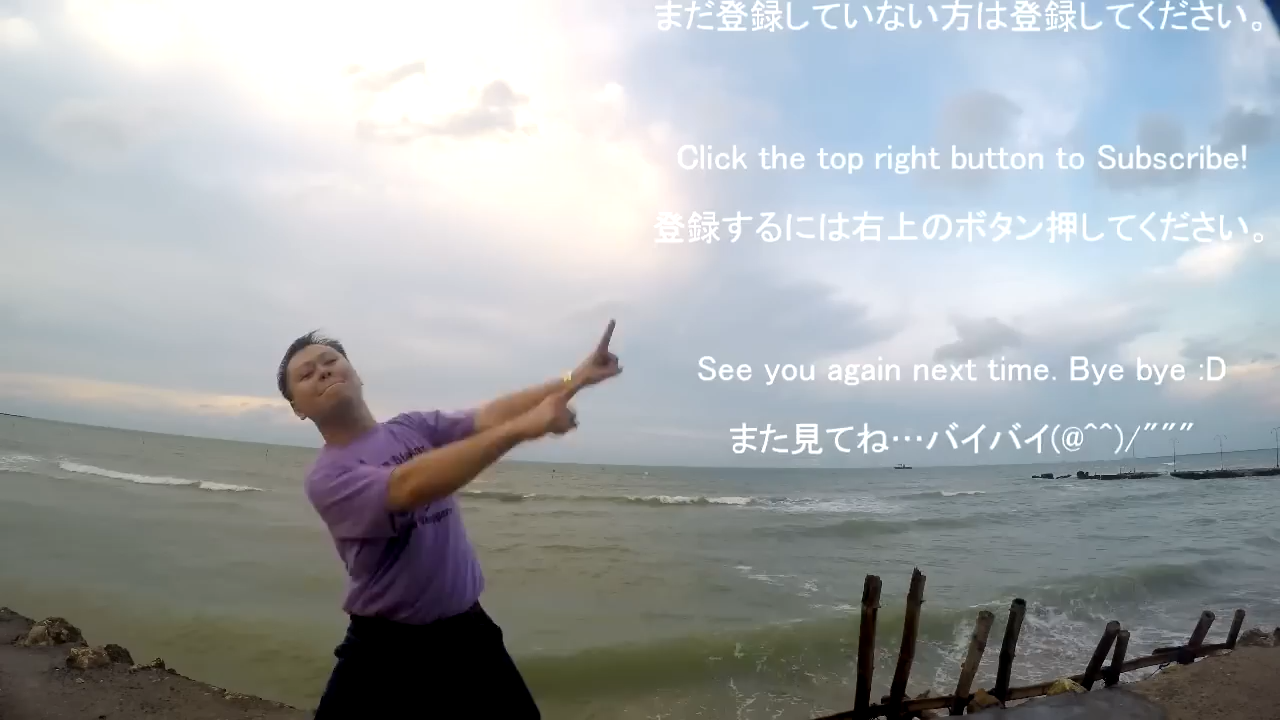 まだ登録していない方は登録してください。
Click the top right button to Subscribe!
登録するには右上のボタン押してください。
See you again next time. Bye bye :D
また見てね…バイバイ(@^^)/"""